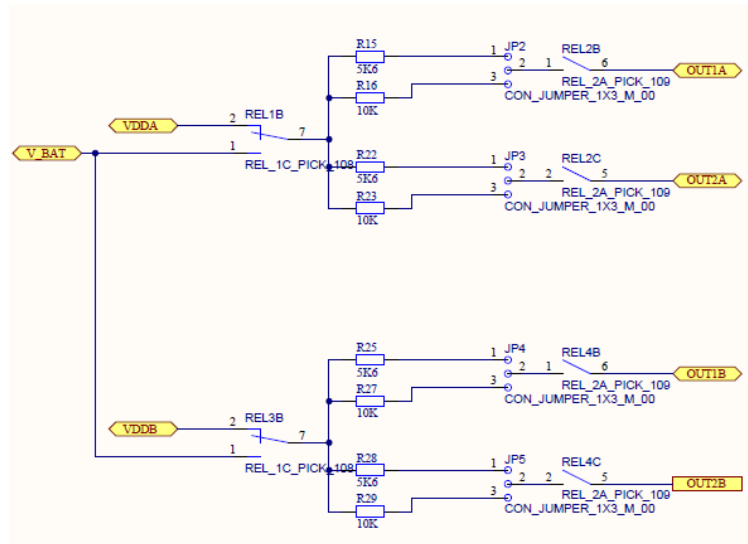 R15
5K6
R16
10K
1 JP2
2
3
CON_JUMPER_1X3_M_00
REL2B
1 6
REL_2A_PICK_109
OUT1A
VDDA
2 REL1B
7
1
REL_1C_PICK_108
V_BAT
R22
5K6
R23
10K
1 JP3
2
3
CON_JUMPER_1X3_M_00
REL2C
2 5
REL_2A_PICK_109
OUT2A
R25
5K6
R27
10K
1 JP4
2
3
CON_JUMPER_1X3_M_00
REL4B
1 6
REL_2A_PICK_109
OUT1B
VDDB
2 REL3B
7
1
REL_1C_PICK_108
R28
5K6
R29
10K
1 JP5
2
3
CON_JUMPER_1X3_M_00
REL4C
2 5
REL_2A_PICK_109
OUT2B